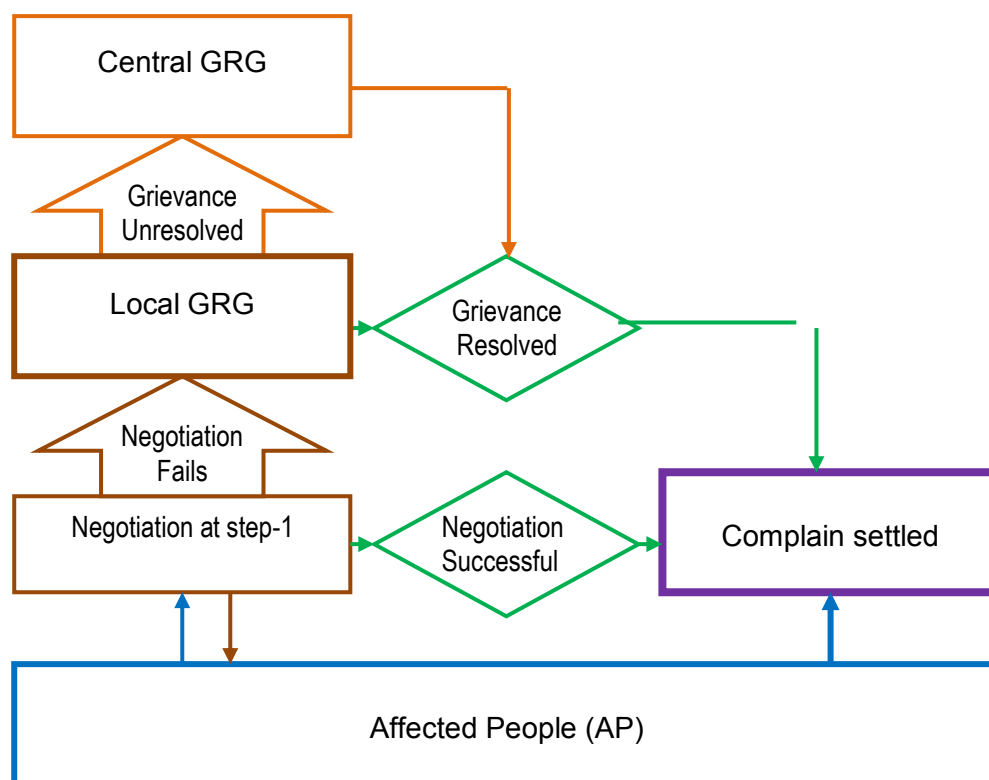 Central GRG
Grievance
Unresolved
Local GRG
Grievance
Resolved
Negotiation
Fails
Negotiation at step-1
Negotiation
Successful
Complain settled
Affected People (AP)